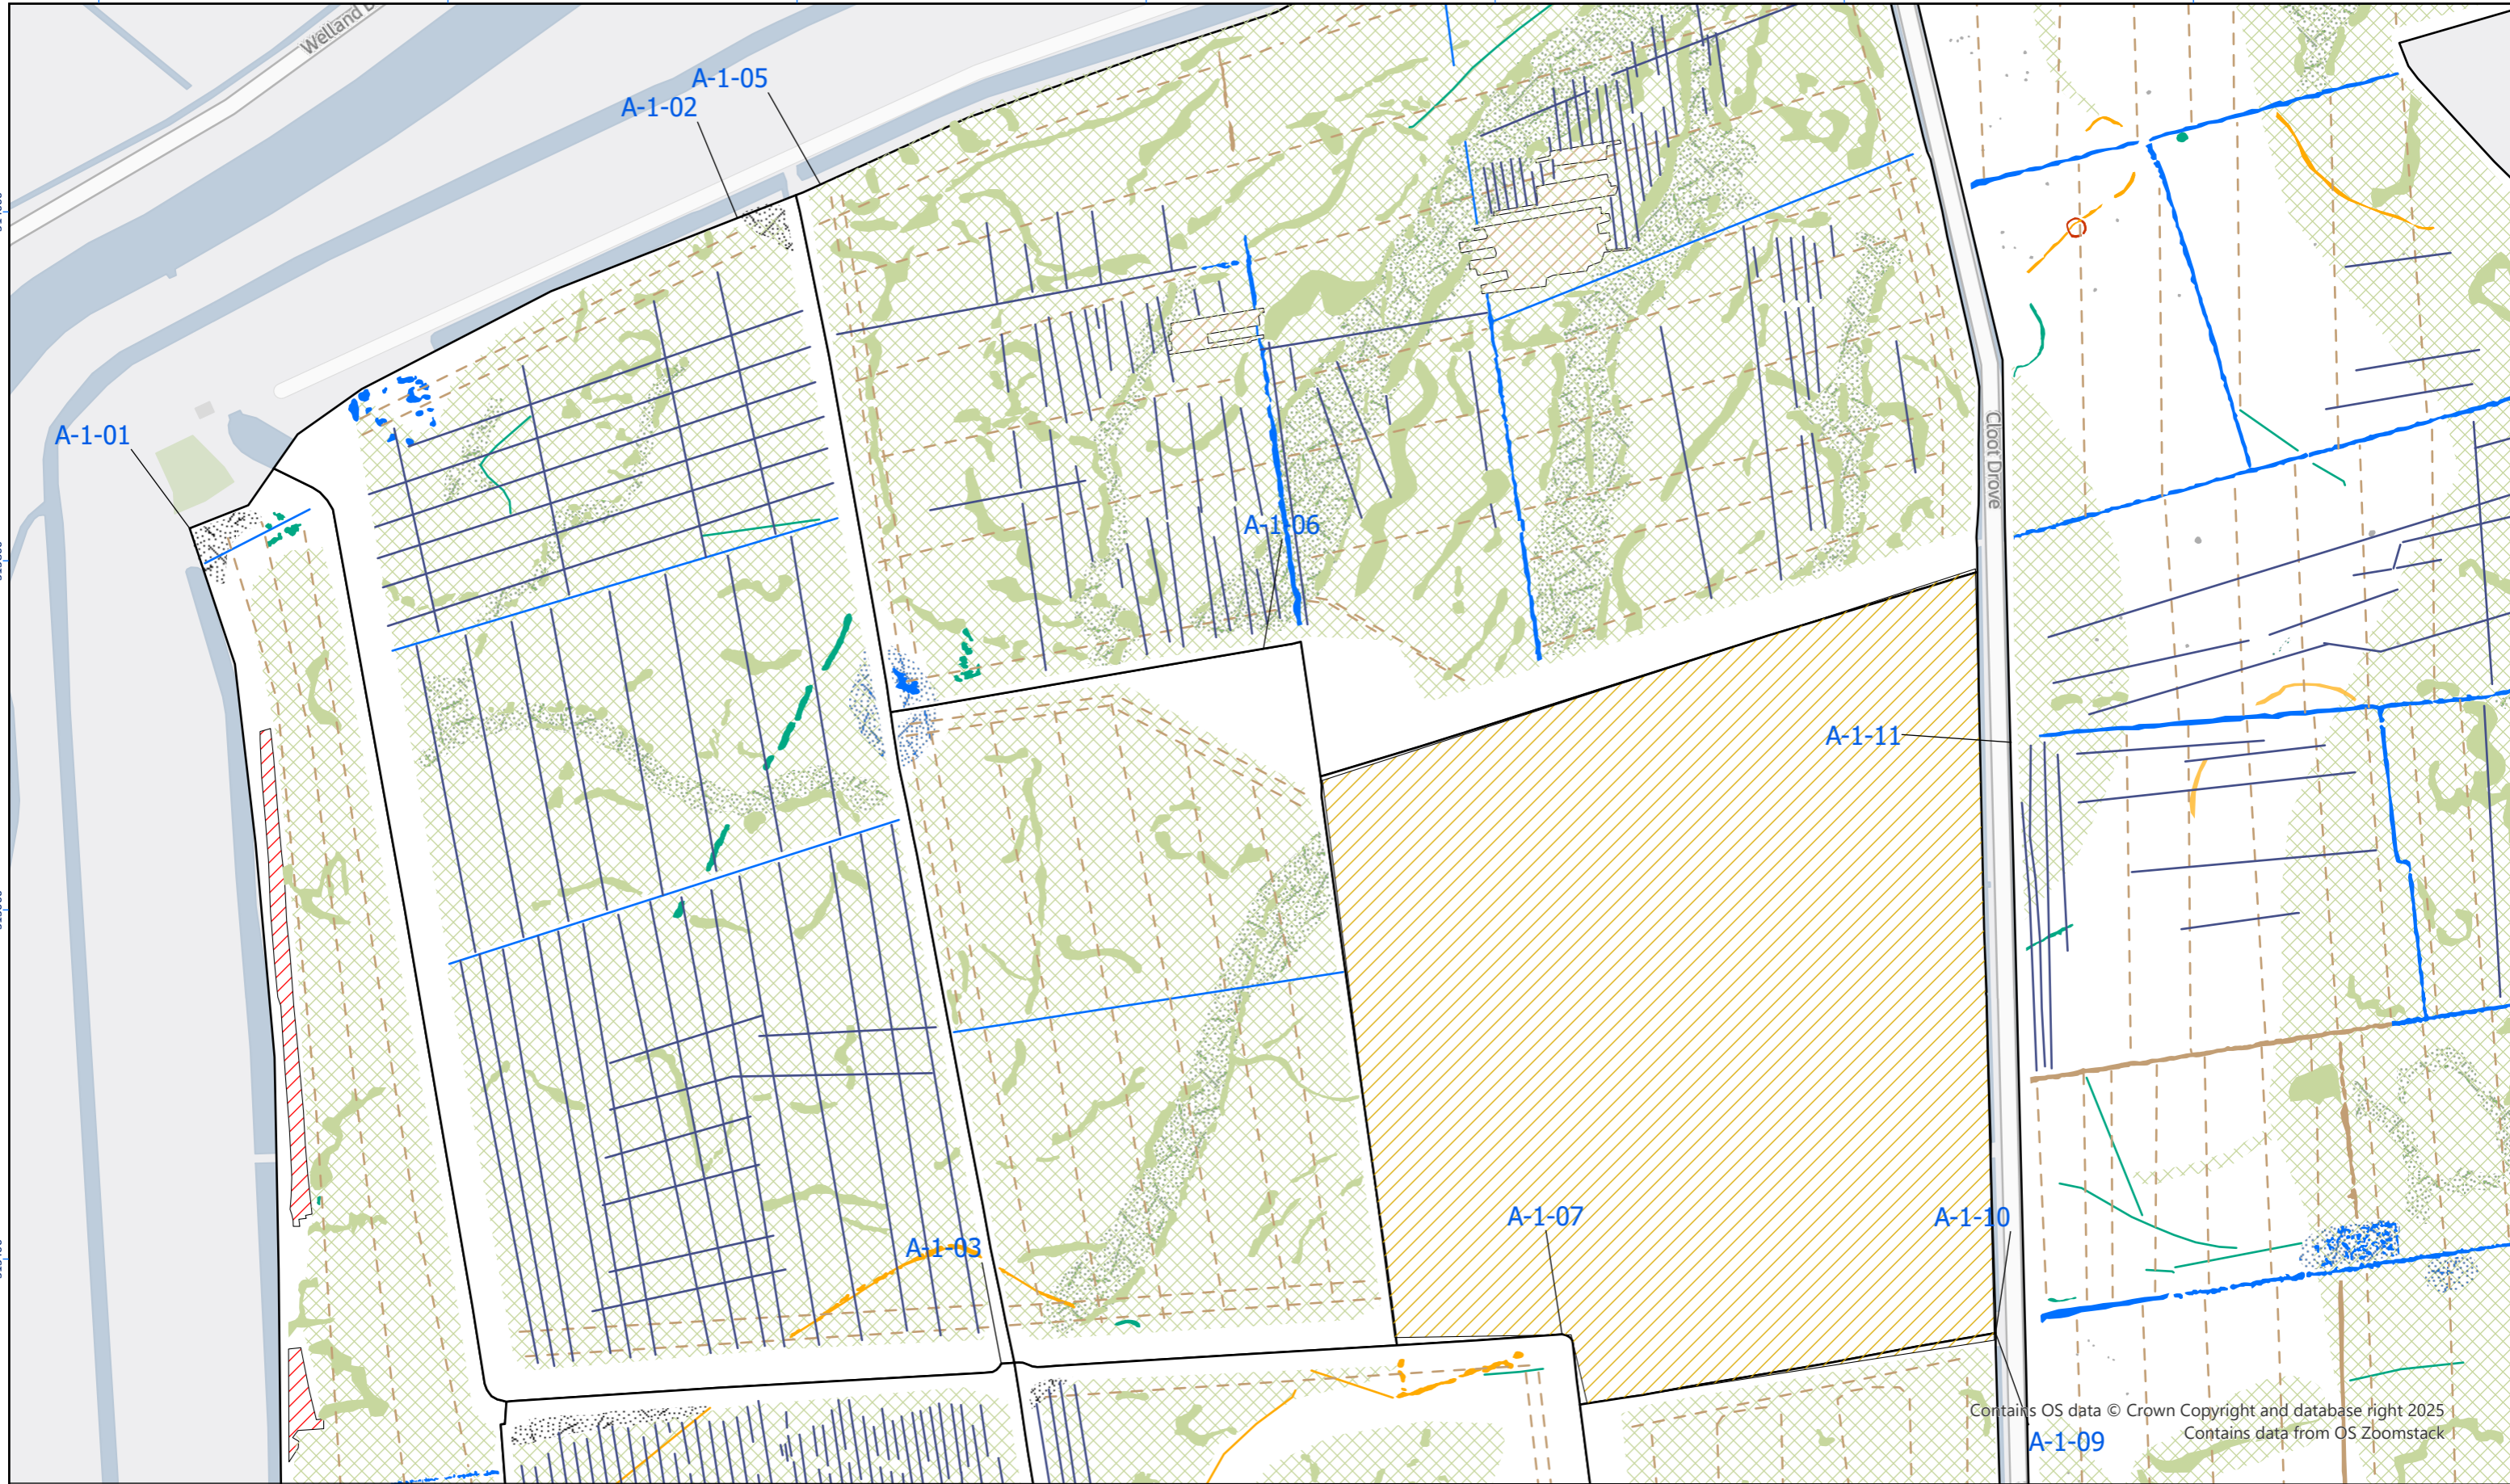 A-1-05
A-1-02
A-1-01
Cloot Drove
A-1-06
A-1-11
A-1-07
A-1-10
A-1-03
Contains OS data © Crown Copyright and database right 2025
Contains data from OS Zoomstack
A-1-09